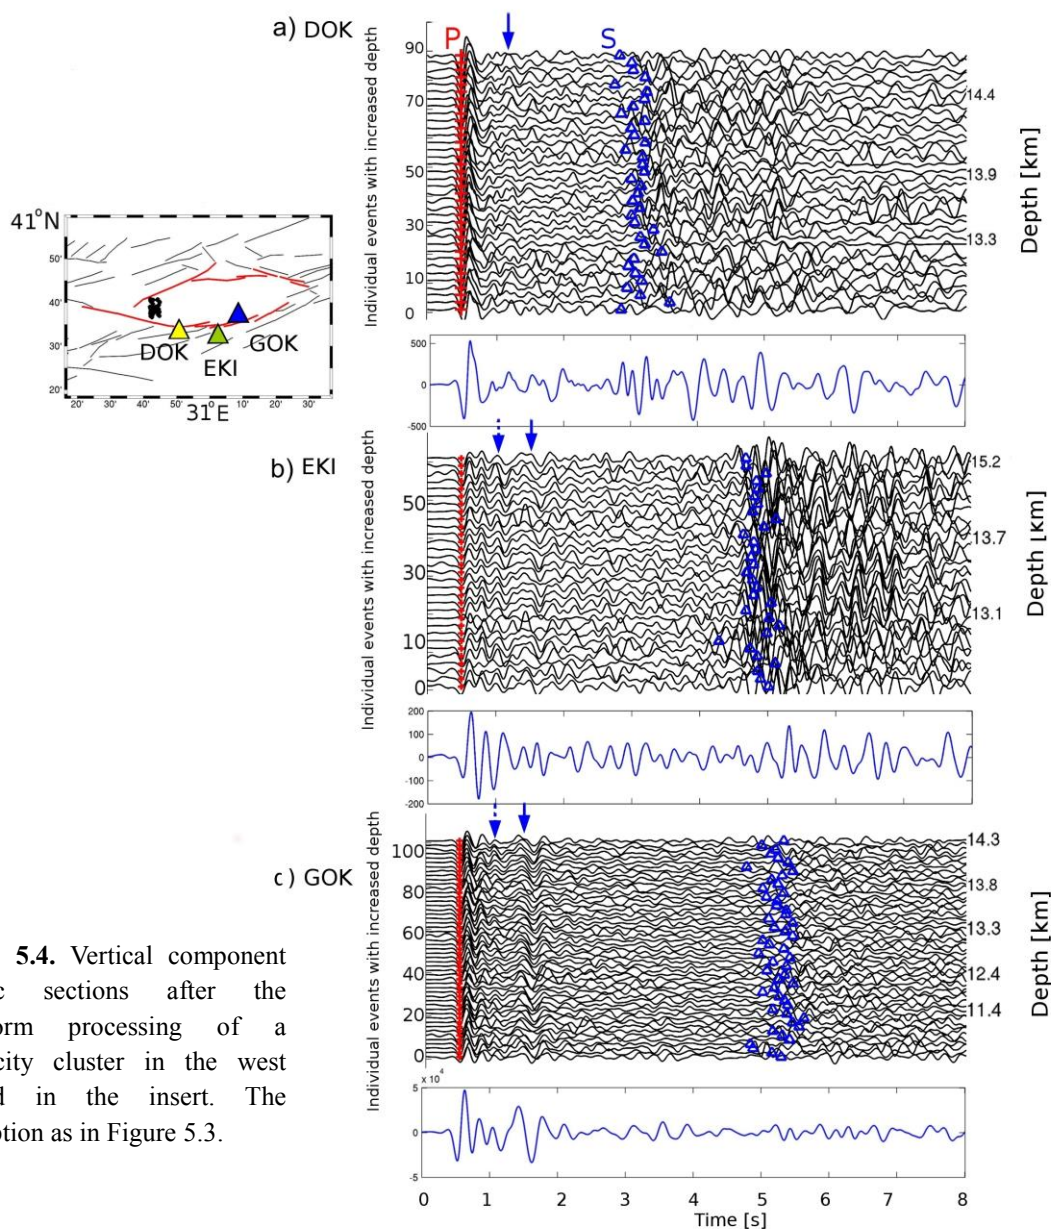 a) DOK
P
S
Individual events with increased depth
90
70
50
30
10
0
14.4
13.9
13.3
Depth [km]
41°N
50'
40'
30'
20'
20'
30'
40'
50'
0'
10'
20'
30'
31°E
DOK
EKI
GOK
500
0
-500
b) EKI
Individual events with increased depth
50
30
10
0
15.2
13.7
13.1
Depth [km]
200
100
0
-100
-200
c) GOK
Individual events with increased depth
100
80
60
40
20
0
14.3
13.8
13.3
12.4
11.4
Depth [km]
x 10⁴
5
0
-5
0 1 2 3 4 5 6 7 8
Time [s]
5.4. Vertical component
sections after the
processing of a
cluster in the west
in the insert. The
as in Figure 5.3.